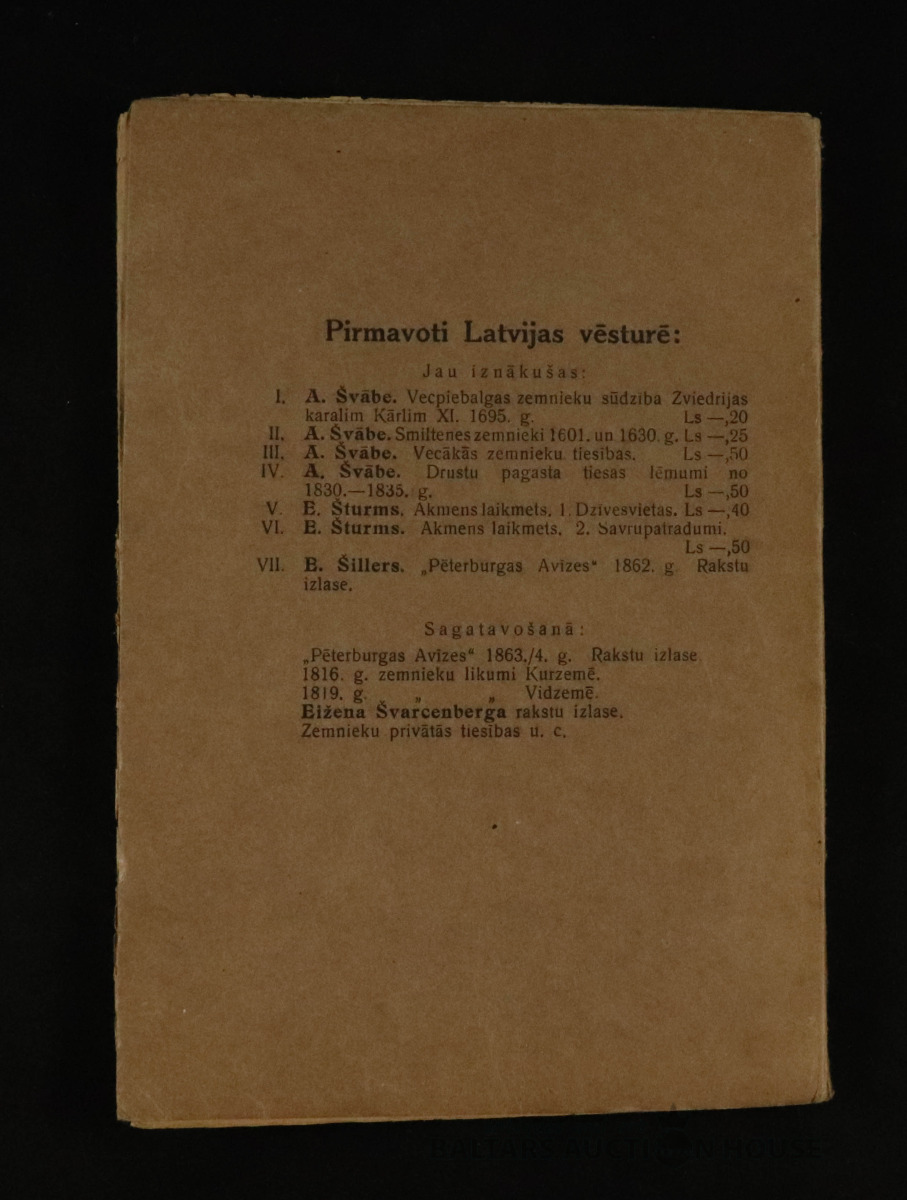 Pirmavoti Latvijas vēsturē:
Jau iznākušas:
I. A. Švābe. Vecpiebalgas zemnieku sūdzība Zviedrijas
karalim Kārlim XI. 1695. g. Ls —,20
II. A. Švābe. Smiltenes zemnieki 1601. un 1630. g. Ls —,25
III. A. Švābe. Vecākās zemnieku tiesības. Ls —,50
IV. A. Švābe. Drustu pagasta tiesas lēmumi no
1830.—1835. g. Ls —,50
V. E. Šturms. Akmens laikmets. 1. Dzīvesvietas. Ls —,40
VI. E. Šturms. Akmens laikmets. 2. Savrupatradumi.
Ls —,50
VII. B. Šillers. „Pēterburgas Avīzes“ 1862. g. Rakstu
izlase.
Sagatavošanā:
„Pēterburgas Avīzes“ 1863./4. g. Rakstu izlase.
1816. g. zemnieku likumi Kurzemē.
1819. g. „ „ Vidzemē.
Eižena Švarcenberga rakstu izlase.
Zemnieku privātās tiesības u. c.
BALTARS AUCTION HOUSE